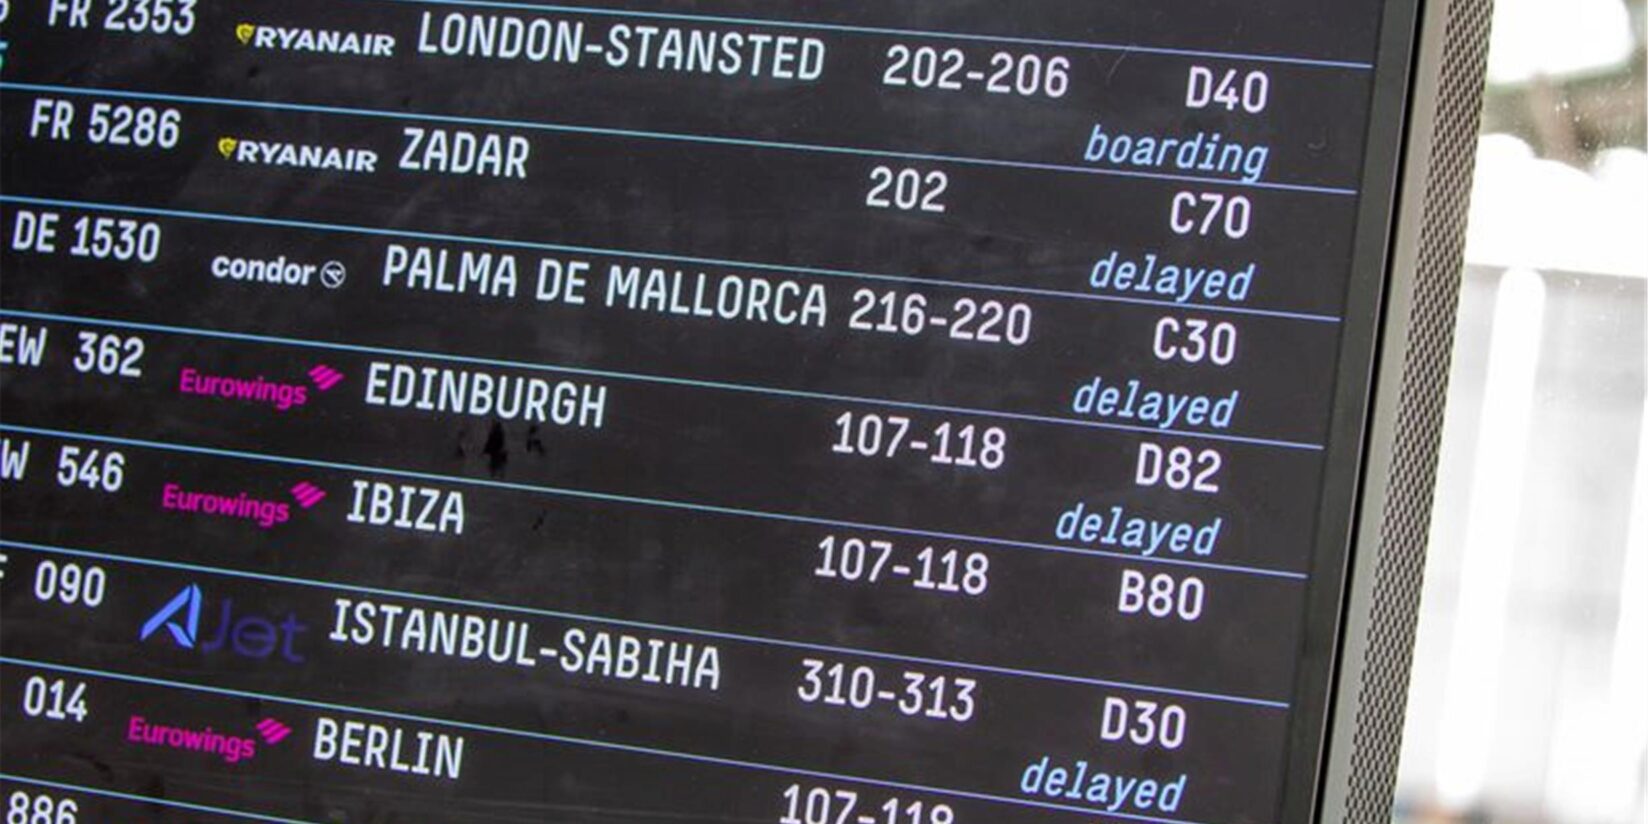 FR 2353 RYANAIR LONDON-STANSTED 202-206 D40
boarding
FR 5286 RYANAIR ZADAR 202 C70
delayed
DE 1530 condor PALMA DE MALLORCA 216-220 C30
delayed
EW 362 Eurowings EDINBURGH 107-118 D82
delayed
W 546 Eurowings IBIZA 107-118 B80
090 AJet ISTANBUL-SABIHA 310-313 D30
delayed
014 Eurowings BERLIN 107-118
886